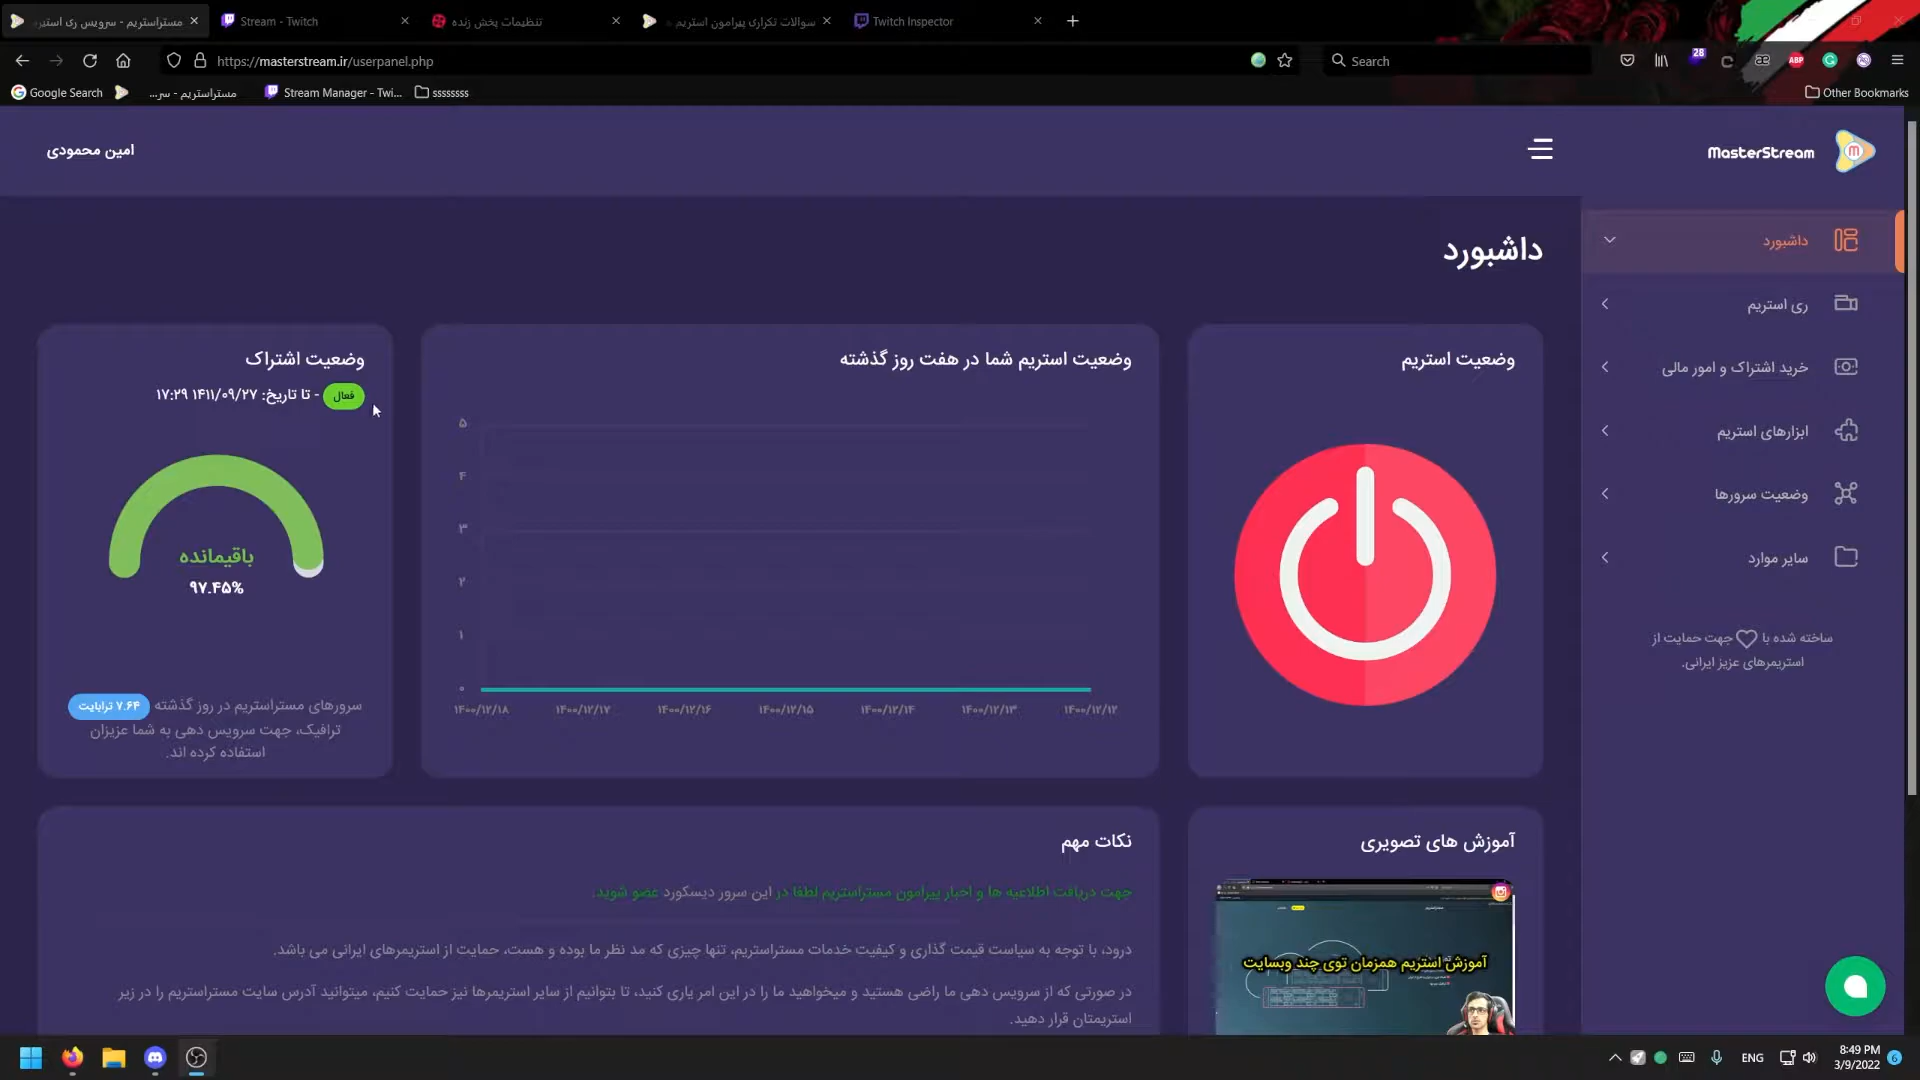 مستراستریم - سرویس ری استریم
Stream - Twitch
تنظیمات پخش زنده
سوالات تکراری پیرامون استریم
Twitch Inspector
https://masterstream.ir/userpanel.php
Search
28
ABP
Google Search
مستراستریم - سر...
Stream Manager - Twi...
ssssssss
Other Bookmarks
MasterStream
امین محمودی
داشبورد
ری استریم
خرید اشتراک و امور مالی
ابزارهای استریم
وضعیت سرورها
سایر موارد
ساخته شده با جهت حمایت از
استریمرهای عزیز ایرانی.
داشبورد
وضعیت استریم
وضعیت استریم شما در هفت روز گذشته
۵
۴
۳
۲
۱
۰
۱۴۰۰/۱۲/۱۸
۱۴۰۰/۱۲/۱۷
۱۴۰۰/۱۲/۱۶
۱۴۰۰/۱۲/۱۵
۱۴۰۰/۱۲/۱۴
۱۴۰۰/۱۲/۱۳
۱۴۰۰/۱۲/۱۲
وضعیت اشتراک
فعال - تا تاریخ: ۱۴۱۱/۰۹/۲۷ ۱۷:۲۹
باقیمانده
۹۷.۴۵%
سرورهای مستراستریم در روز گذشته ۷.۶۴ ترابایت
ترافیک، جهت سرویس دهی به شما عزیزان
استفاده کرده اند.
آموزش های تصویری
آموزش استریم همزمان توی چند وبسایت
نکات مهم
جهت دریافت اطلاعیه ها و اخبار پیرامون مستراستریم لطفا در این سرور دیسکورد عضو شوید.
درود، با توجه به سیاست قیمت گذاری و کیفیت خدمات مستراستریم، تنها چیزی که مد نظر ما بوده و هست، حمایت از استریمرهای ایرانی می باشد.
در صورتی که از سرویس دهی ما راضی هستید و میخواهید ما را در این امر یاری کنید، تا بتوانیم از سایر استریمرها نیز حمایت کنیم، میتوانید آدرس سایت مستراستریم را در زیر
استریمتان قرار دهید.
ENG
8:49 PM
3/9/2022
6